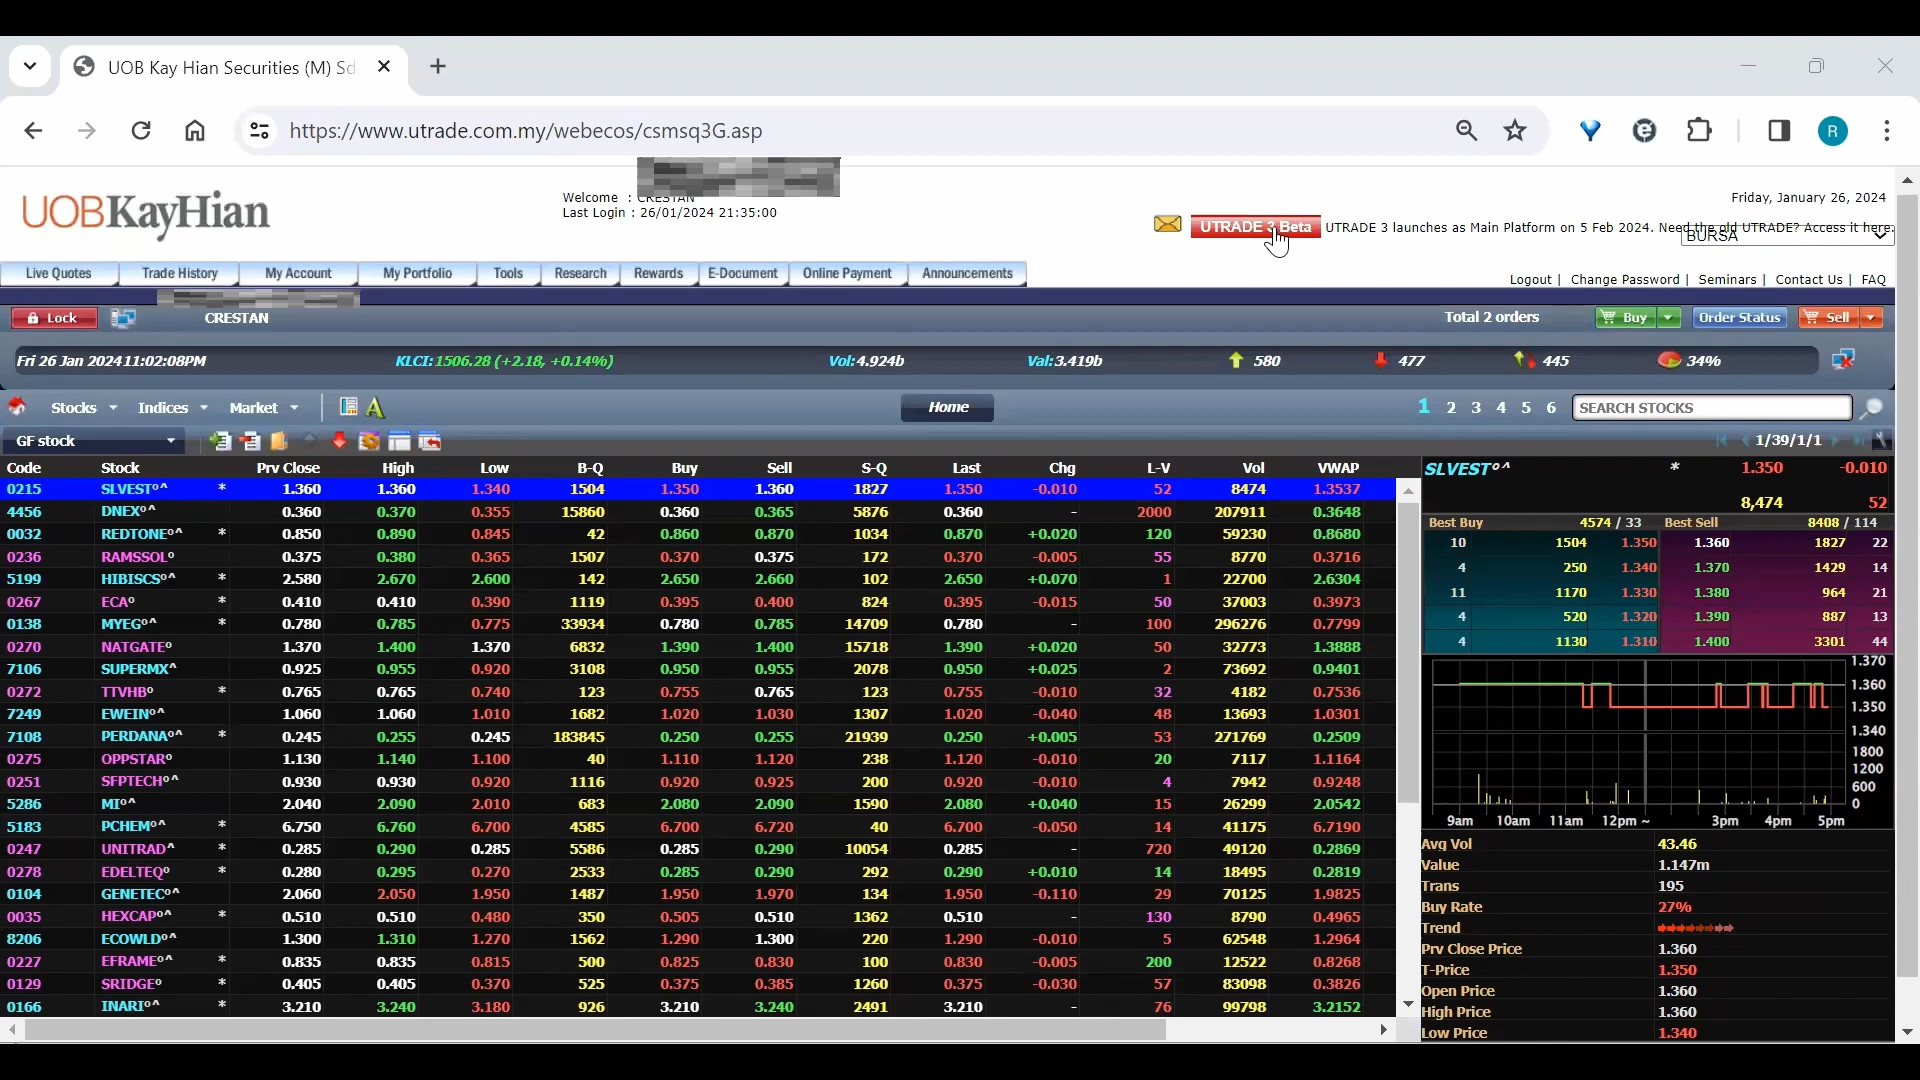 UOB Kay Hian Securities (M) Sd
https://www.utrade.com.my/webecos/csmsq3G.asp
R
UOBKayHian
Welcome : CRESTAN
Last Login : 26/01/2024 21:35:00
Friday, January 26, 2024
UTRADE 3 Beta UTRADE 3 launches as Main Platform on 5 Feb 2024. Need the old UTRADE? Access it here.
BURSA
Live Quotes Trade History My Account My Portfolio Tools Research Rewards E-Document Online Payment Announcements
Logout | Change Password | Seminars | Contact Us | FAQ
Lock CRESTAN Total 2 orders Buy Order Status Sell
Fri 26 Jan 2024 11:02:08PM KLCI: 1506.28 (+2.18, +0.14%) Vol: 4.924b Val: 3.419b 580 477 445 34%
Stocks Indices Market A Home 1 2 3 4 5 6 SEARCH STOCKS
GF stock 1/39/1/1
Code Stock Prv Close High Low B-Q Buy Sell S-Q Last Chg L-V Vol VWAP
0215 SLVESTº^ * 1.360 1.360 1.340 1504 1.350 1.360 1827 1.350 -0.010 52 8474 1.3537
4456 DNEXº^ 0.360 0.370 0.355 15860 0.360 0.365 5876 0.360 - 2000 207911 0.3648
0032 REDTONEº^ * 0.850 0.890 0.845 42 0.860 0.870 1034 0.870 +0.020 120 59230 0.8680
0236 RAMSSOLº 0.375 0.380 0.365 1507 0.370 0.375 172 0.370 -0.005 55 8770 0.3716
5199 HIBISCSº^ * 2.580 2.670 2.600 142 2.650 2.660 102 2.650 +0.070 1 22700 2.6304
0267 ECAº * 0.410 0.410 0.390 1119 0.395 0.400 824 0.395 -0.015 50 37003 0.3973
0138 MYEGº^ * 0.780 0.785 0.775 33934 0.780 0.785 14709 0.780 - 100 296276 0.7799
0270 NATGATEº 1.370 1.400 1.370 6832 1.390 1.400 15718 1.390 +0.020 50 32773 1.3888
7106 SUPERMX^ 0.925 0.955 0.920 3108 0.950 0.955 2078 0.950 +0.025 2 73692 0.9401
0272 TTVHBº * 0.765 0.765 0.740 123 0.755 0.765 123 0.755 -0.010 32 4182 0.7536
7249 EWEINº^ 1.060 1.060 1.010 1682 1.020 1.030 1307 1.020 -0.040 48 13693 1.0301
7108 PERDANAº^ * 0.245 0.255 0.245 183845 0.250 0.255 21939 0.250 +0.005 53 271769 0.2509
0275 OPPSTARº 1.130 1.140 1.100 40 1.110 1.120 238 1.120 -0.010 20 7117 1.1164
0251 SFPTECHº^ 0.930 0.930 0.920 1116 0.920 0.925 200 0.920 -0.010 4 7942 0.9248
5286 MIº^ 2.040 2.090 2.010 683 2.080 2.090 1590 2.080 +0.040 15 26299 2.0542
5183 PCHEMº^ * 6.750 6.760 6.700 4585 6.700 6.720 40 6.700 -0.050 14 41175 6.7190
0247 UNITRAD^ * 0.285 0.290 0.285 5586 0.285 0.290 10054 0.285 - 720 49120 0.2869
0278 EDELTEQº * 0.280 0.295 0.270 2533 0.285 0.290 292 0.290 +0.010 14 18495 0.2819
0104 GENETECº^ 2.060 2.050 1.950 1487 1.950 1.970 134 1.950 -0.110 29 70125 1.9825
0035 HEXCAPº^ * 0.510 0.510 0.480 350 0.505 0.510 1362 0.510 - 130 8790 0.4965
8206 ECOWLDº^ 1.300 1.310 1.270 1562 1.290 1.300 220 1.290 -0.010 5 62548 1.2964
0227 EFRAMEº^ * 0.835 0.835 0.815 500 0.825 0.830 100 0.830 -0.005 200 12522 0.8268
0129 SRIDGEº * 0.405 0.405 0.370 525 0.375 0.385 1260 0.375 -0.030 57 83098 0.3826
0166 INARIº^ * 3.210 3.240 3.180 926 3.210 3.240 2491 3.210 - 76 99798 3.2152
SLVESTº^ * 1.350 -0.010
8,474 52
Best Buy 4574 / 33 Best Sell 8408 / 114
10 1504 1.350 1.360 1827 22
4 250 1.340 1.370 1429 14
11 1170 1.330 1.380 964 21
4 520 1.320 1.390 887 13
4 1130 1.310 1.400 3301 44
1.370
1.360
1.350
1.340
1800
1200
600
0
9am 10am 11am 12pm ~ 3pm 4pm 5pm
Avg Vol 43.46
Value 1.147m
Trans 195
Buy Rate 27%
Trend
Prv Close Price 1.360
T-Price 1.350
Open Price 1.360
High Price 1.360
Low Price 1.340